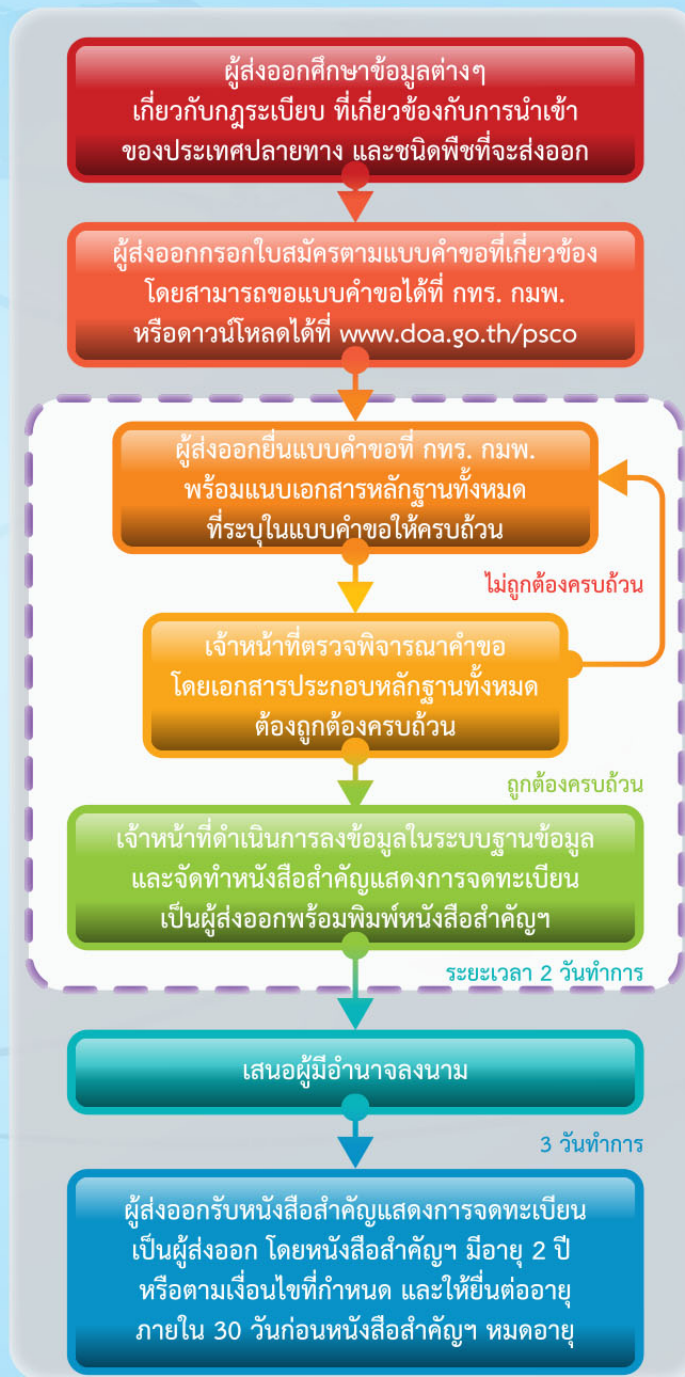 ผู้ส่งออกศึกษาข้อมูลต่างๆ
เกี่ยวกับกฎระเบียบ ที่เกี่ยวข้องกับการนำเข้า
ของประเทศปลายทาง และชนิดพืชที่จะส่งออก
ผู้ส่งออกกรอกใบสมัครตามแบบคำขอที่เกี่ยวข้อง
โดยสามารถขอแบบคำขอได้ที่ กทร. กมพ.
หรือดาวน์โหลดได้ที่ www.doa.go.th/psco
ผู้ส่งออกยื่นแบบคำขอที่ กทร. กมพ.
พร้อมแนบเอกสารหลักฐานทั้งหมด
ที่ระบุในแบบคำขอให้ครบถ้วน
ไม่ถูกต้องครบถ้วน
เจ้าหน้าที่ตรวจพิจารณาคำขอ
โดยเอกสารประกอบหลักฐานทั้งหมด
ต้องถูกต้องครบถ้วน
ถูกต้องครบถ้วน
เจ้าหน้าที่ดำเนินการลงข้อมูลในระบบฐานข้อมูล
และจัดทำหนังสือสำคัญแสดงการจดทะเบียน
เป็นผู้ส่งออกพร้อมพิมพ์หนังสือสำคัญฯ
ระยะเวลา 2 วันทำการ
เสนอผู้มีอำนาจลงนาม
3 วันทำการ
ผู้ส่งออกรับหนังสือสำคัญแสดงการจดทะเบียน
เป็นผู้ส่งออก โดยหนังสือสำคัญฯ มีอายุ 2 ปี
หรือตามเงื่อนไขที่กำหนด และให้ยื่นต่ออายุ
ภายใน 30 วันก่อนหนังสือสำคัญฯ หมดอายุ